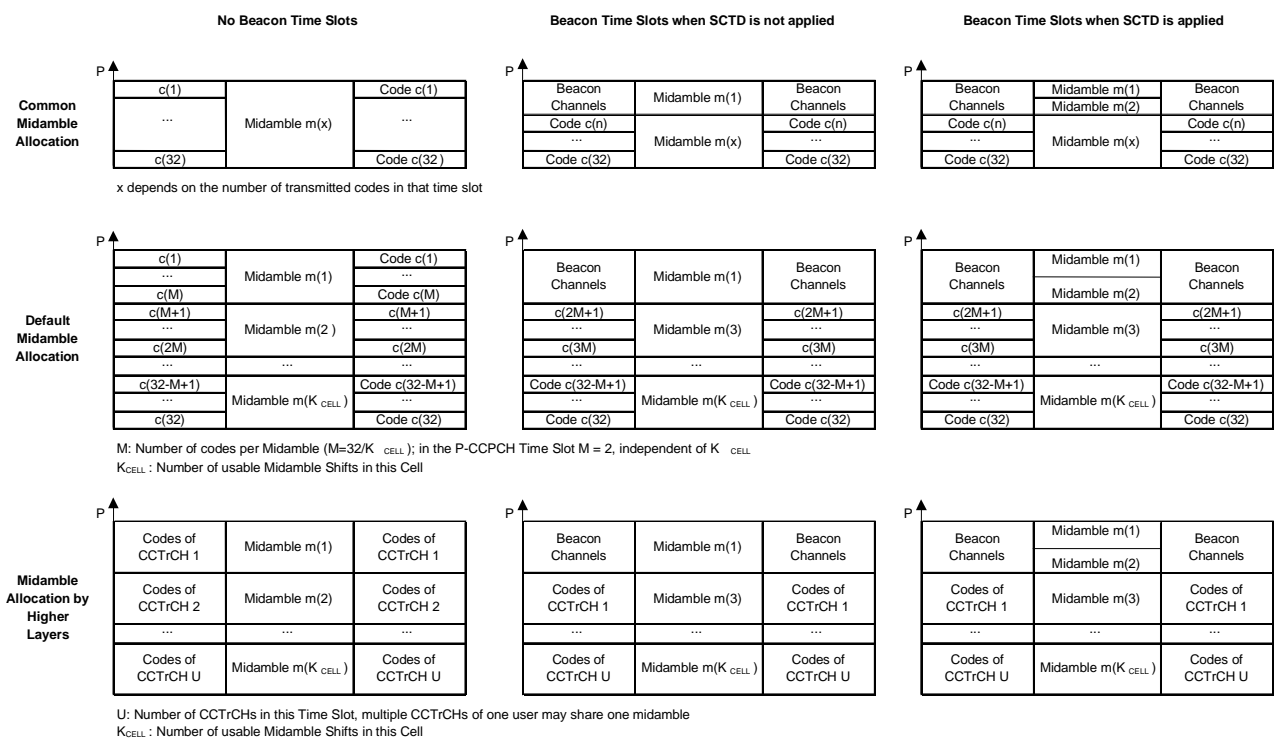 No Beacon Time Slots
Beacon Time Slots when SCTD is not applied
Beacon Time Slots when SCTD is applied
Common
Midamble
Allocation
P
c(1)
...
c(32)
Midamble m(x)
Code c(1)
...
Code c(32)
P
Beacon
Channels
Code c(n)
...
Code c(32)
Midamble m(1)
Midamble m(x)
Beacon
Channels
Code c(n)
...
Code c(32)
P
Beacon
Channels
Code c(n)
...
Code c(32)
Midamble m(1)
Midamble m(2)
Midamble m(x)
Beacon
Channels
Code c(n)
...
Code c(32)
x depends on the number of transmitted codes in that time slot
Default
Midamble
Allocation
P
c(1)
...
c(M)
c(M+1)
...
c(2M)
...
c(32-M+1)
...
c(32)
Midamble m(1)
Midamble m(2 )
...
Midamble m(K CELL )
Code c(1)
...
Code c(M)
c(M+1)
...
c(2M)
...
Code c(32-M+1)
...
Code c(32)
P
Beacon
Channels
c(2M+1)
...
c(3M)
...
Code c(32-M+1)
...
Code c(32)
Midamble m(1)
Midamble m(3)
...
Midamble m(K CELL )
Beacon
Channels
c(2M+1)
...
c(3M)
...
Code c(32-M+1)
...
Code c(32)
P
Beacon
Channels
c(2M+1)
...
c(3M)
...
Code c(32-M+1)
...
Code c(32)
Midamble m(1)
Midamble m(2)
Midamble m(3)
...
Midamble m(K CELL )
Beacon
Channels
c(2M+1)
...
c(3M)
...
Code c(32-M+1)
...
Code c(32)
M: Number of codes per Midamble (M=32/K CELL ); in the P-CCPCH Time Slot M = 2, independent of K CELL
KCELL : Number of usable Midamble Shifts in this Cell
Midamble
Allocation by
Higher
Layers
P
Codes of
CCTrCH 1
Codes of
CCTrCH 2
...
Codes of
CCTrCH U
Midamble m(1)
Midamble m(2)
...
Midamble m(K CELL )
Codes of
CCTrCH 1
Codes of
CCTrCH 2
...
Codes of
CCTrCH U
P
Beacon
Channels
Codes of
CCTrCH 1
...
Codes of
CCTrCH U
Midamble m(1)
Midamble m(3)
...
Midamble m(K CELL )
Beacon
Channels
Codes of
CCTrCH 1
...
Codes of
CCTrCH U
P
Beacon
Channels
Codes of
CCTrCH 1
...
Codes of
CCTrCH U
Midamble m(1)
Midamble m(2)
Midamble m(3)
...
Midamble m(K CELL )
Beacon
Channels
Codes of
CCTrCH 1
...
Codes of
CCTrCH U
U: Number of CCTrCHs in this Time Slot, multiple CCTrCHs of one user may share one midamble
KCELL : Number of usable Midamble Shifts in this Cell